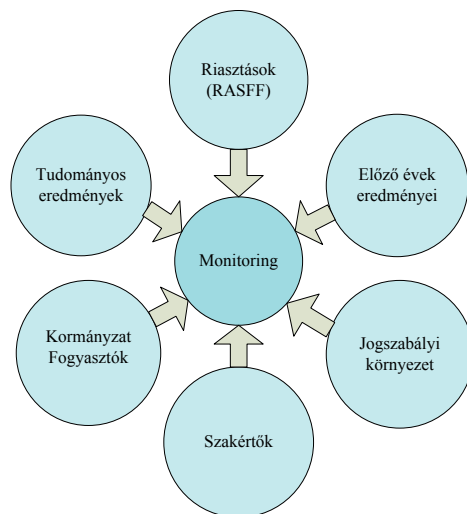 Riasztások
(RASFF)
Tudományos
eredmények
Előző évek
eredményei
Monitoring
Kormányzat
Fogyasztók
Jogszabályi
környezet
Szakértők